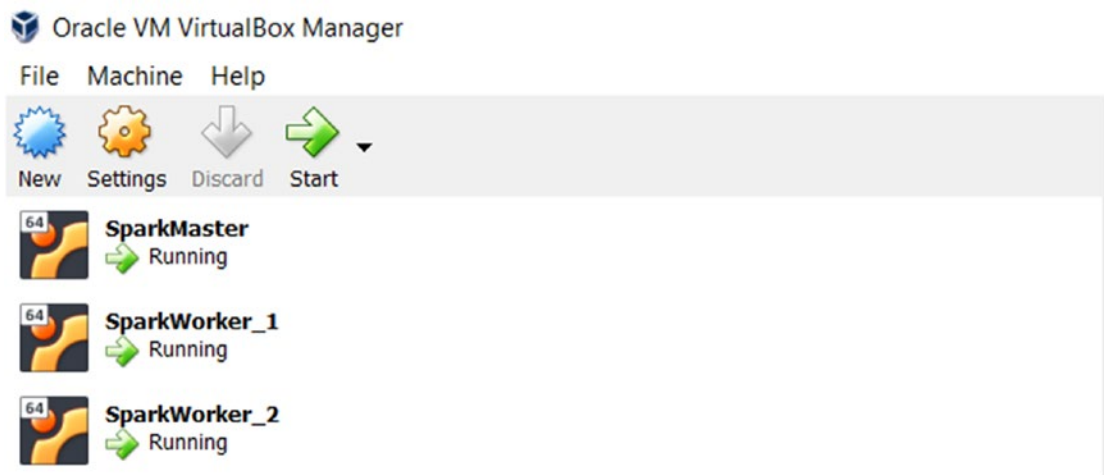 Oracle VM VirtualBox Manager
File Machine Help
New Settings Discard Start
64
SparkMaster
Running
64
SparkWorker_1
Running
64
SparkWorker_2
Running